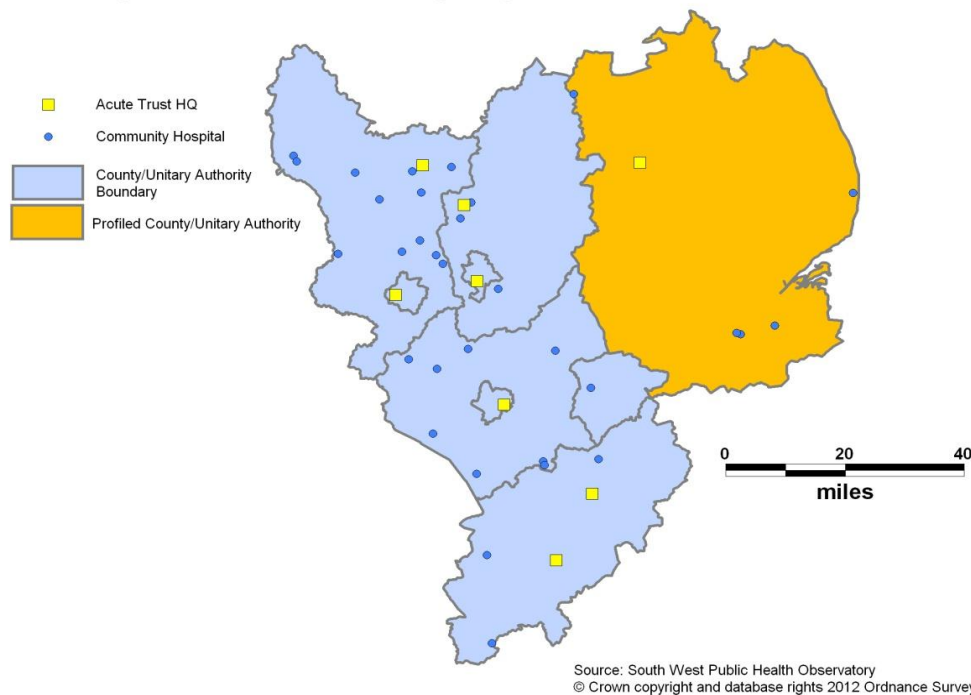 Acute Trust HQ
Community Hospital
County/Unitary Authority
Boundary
Profiled County/Unitary Authority
0 20 40
miles
Source: South West Public Health Observatory
© Crown copyright and database rights 2012 Ordnance Survey